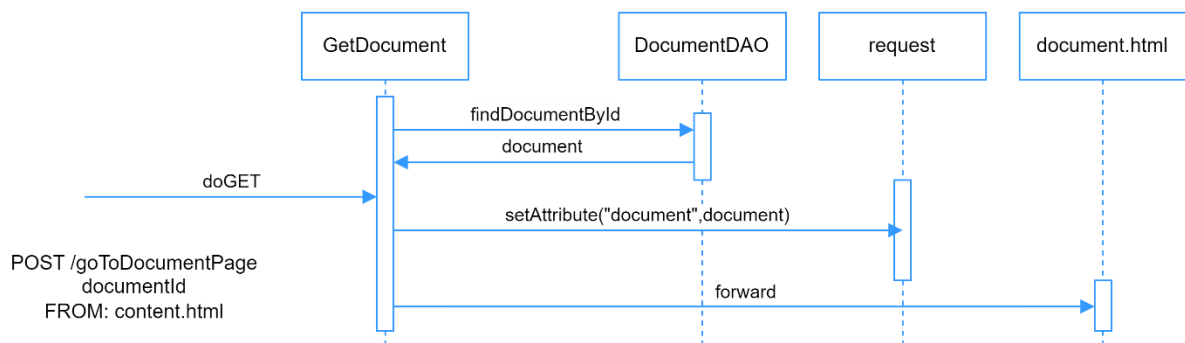 GetDocument
DocumentDAO
request
document.html
findDocumentById
document
doGET
setAttribute("document",document)
POST /goToDocumentPage
documentId
FROM: content.html
forward